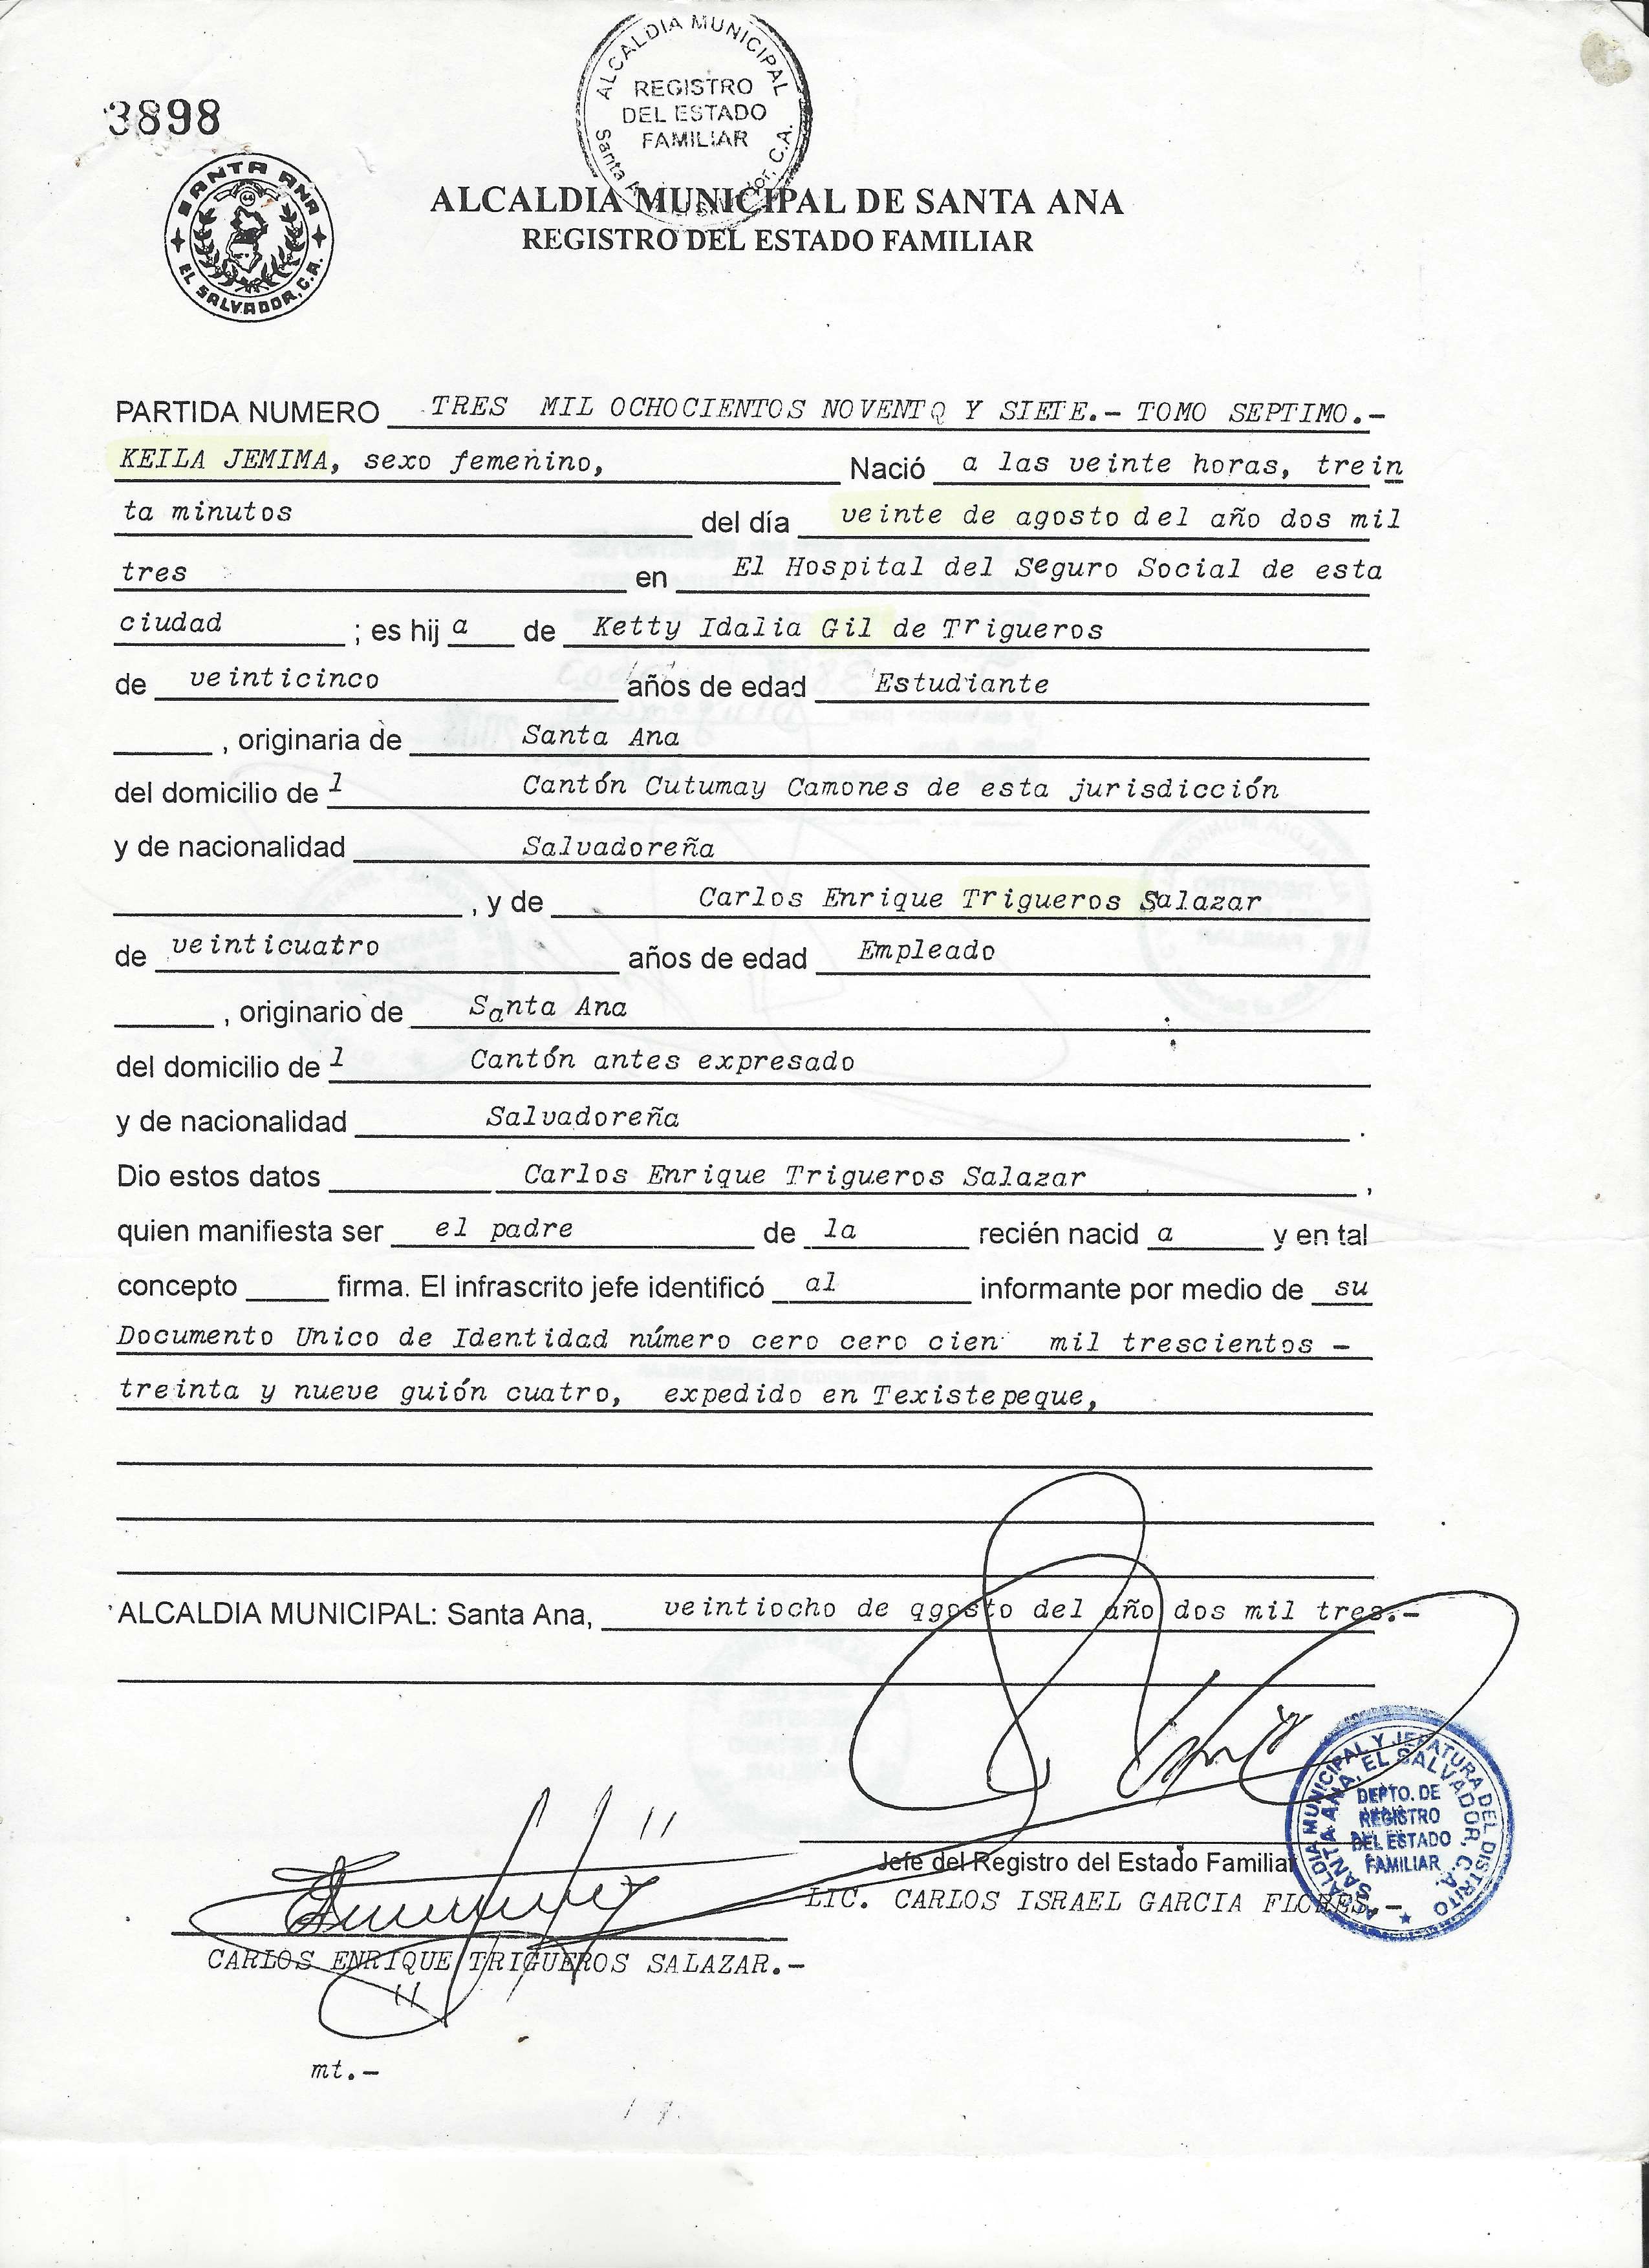 ALCALDIA MUNICIPAL
REGISTRO
DEL ESTADO
FAMILIAR
Santa
C.A.
3898
SANTA ANA
EL SALVADOR, C.A.
ALCALDIA MUNICIPAL DE SANTA ANA
REGISTRO DEL ESTADO FAMILIAR
PARTIDA NUMERO TRES MIL OCHOCIENTOS NOVENTQ Y SIETE.- TOMO SEPTIMO.-
KEILA JEMIMA, sexo femenino, Nació a las veinte horas, trein
ta minutos del día veinte de agosto del año dos mil
tres en El Hospital del Seguro Social de esta
ciudad ; es hij a de Ketty Idalia Gil de Trigueros
de veinticinco años de edad Estudiante
, originaria de Santa Ana
del domicilio de l Cantón Cutumay Camones de esta jurisdicción
y de nacionalidad Salvadoreña
, y de Carlos Enrique Trigueros Salazar
de veinticuatro años de edad Empleado
, originario de Santa Ana
del domicilio de l Cantón antes expresado
y de nacionalidad Salvadoreña .
Dio estos datos Carlos Enrique Trigueros Salazar ,
quien manifiesta ser el padre de la recién nacid a y en tal
concepto firma. El infrascrito jefe identificó al informante por medio de su
Documento Unico de Identidad número cero cero cien mil trescientos -
treinta y nueve guión cuatro, expedido en Texistepeque,
ALCALDIA MUNICIPAL: Santa Ana, veintiocho de qgosto del año dos mil tres.-
ALCALDIA MUNICIPAL Y JEFATURA DEL DISTRITO
SANTA ANA, EL SALVADOR, C.A.
DEPTO. DE
REGISTRO
DEL ESTADO
FAMILIAR
Jefe del Registro del Estado Familiar
LIC. CARLOS ISRAEL GARCIA FLORES.-
CARLOS ENRIQUE TRIGUEROS SALAZAR.-
mt.-